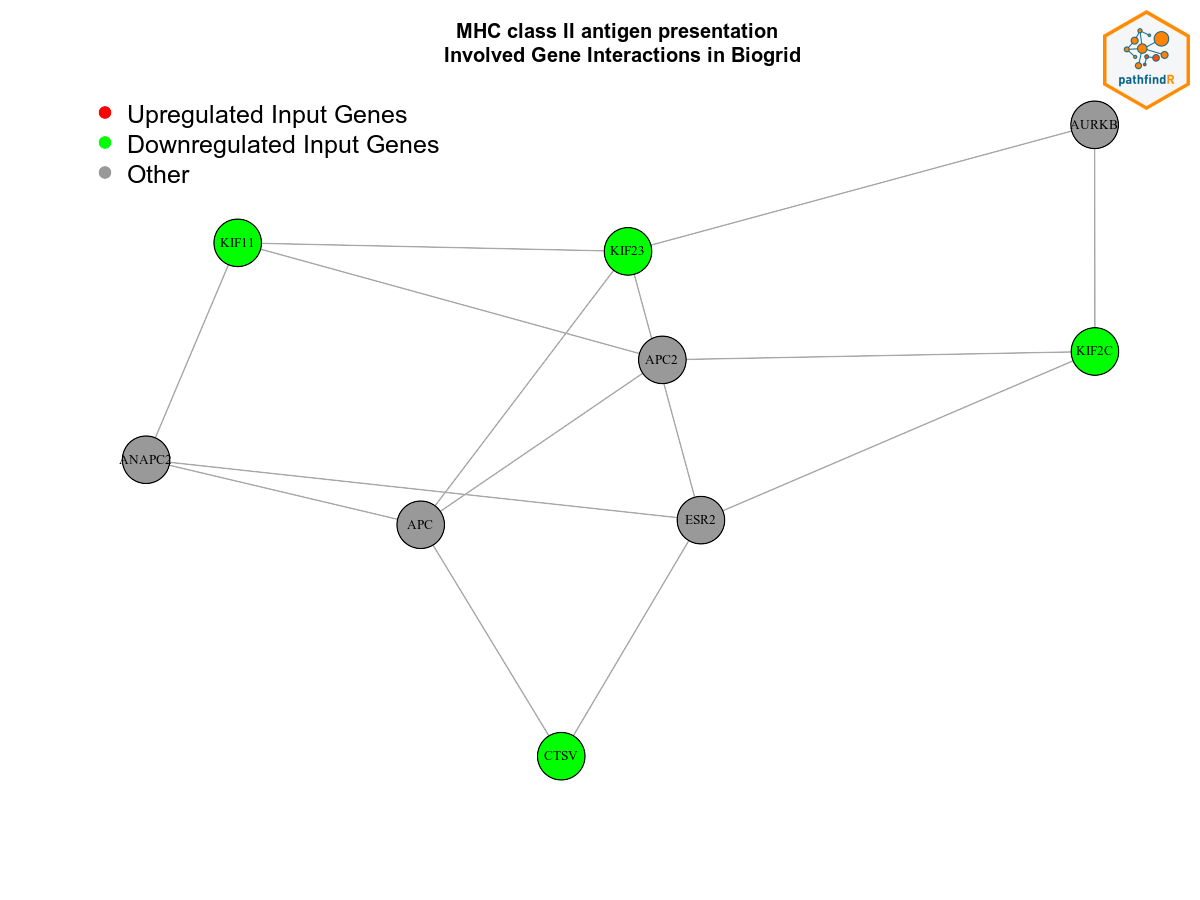 MHC class II antigen presentation
Involved Gene Interactions in Biogrid
pathfindR
Upregulated Input Genes
Downregulated Input Genes
Other
AURKB
KIF11
KIF23
KIF2C
APC2
ANAPC2
APC
ESR2
CTSV